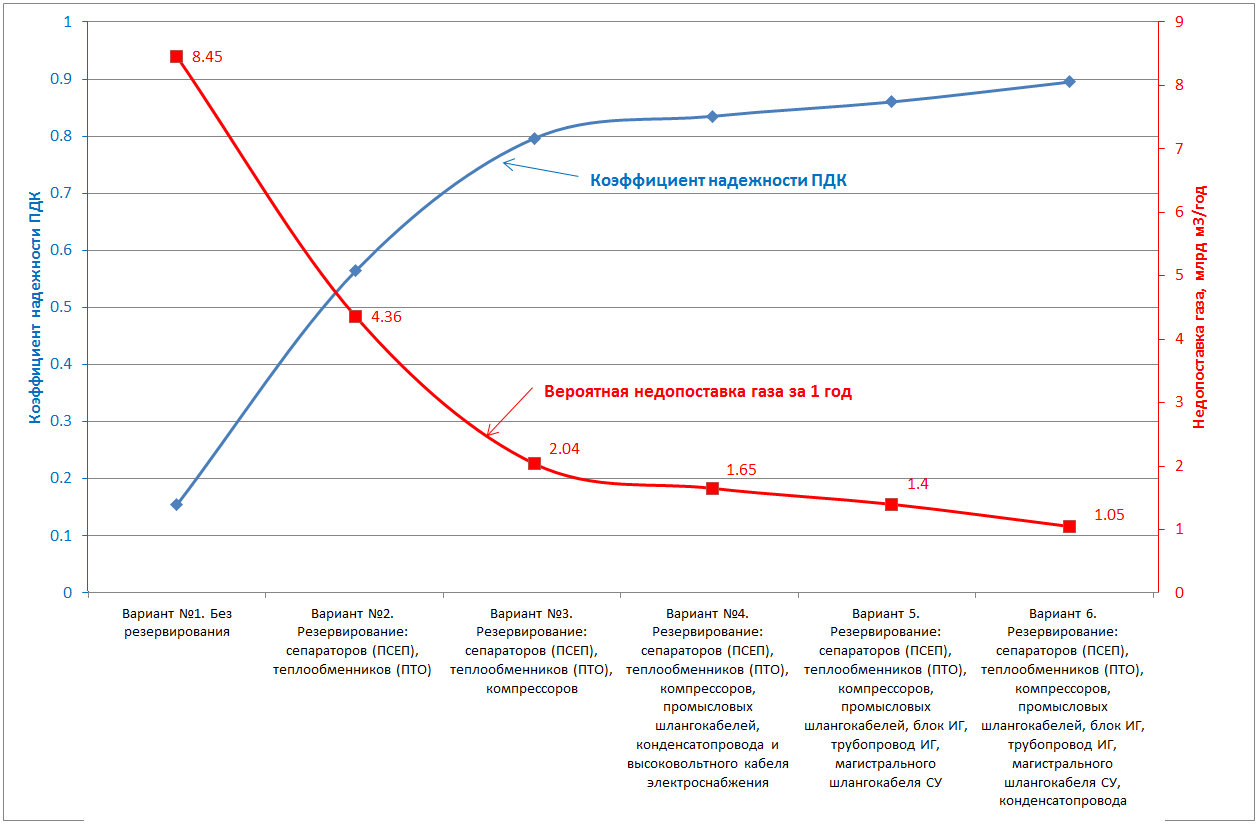 1
0.9
0.8
0.7
0.6
0.5
0.4
0.3
0.2
0.1
0
Коэффициент надежности ПДК
9
8
7
6
5
4
3
2
1
0
Недопоставка газа, млрд м3/год
8.45
4.36
2.04
1.65
1.4
1.05
Коэффициент надежности ПДК
Вероятная недопоставка газа за 1 год
Вариант №1. Без
резервирования
Вариант №2.
Резервирование:
сепараторов (ПСЕП),
теплообменников (ПТО)
Вариант №3.
Резервирование:
сепараторов (ПСЕП),
теплообменников (ПТО),
компрессоров
Вариант №4.
Резервирование:
сепараторов (ПСЕП),
теплообменников (ПТО),
компрессоров,
промысловых
шлангокабелей,
конденсатопровода и
высоковольтного кабеля
электроснабжения
Вариант 5.
Резервирование:
сепараторов (ПСЕП),
теплообменников (ПТО),
компрессоров,
промысловых
шлангокабелей, блок ИГ,
трубопровод ИГ,
магистрального
шлангокабеля СУ
Вариант 6.
Резервирование:
сепараторов (ПСЕП),
теплообменников (ПТО),
компрессоров,
промысловых
шлангокабелей, блок ИГ,
трубопровод ИГ,
магистрального
шлангокабеля СУ,
конденсатопровода